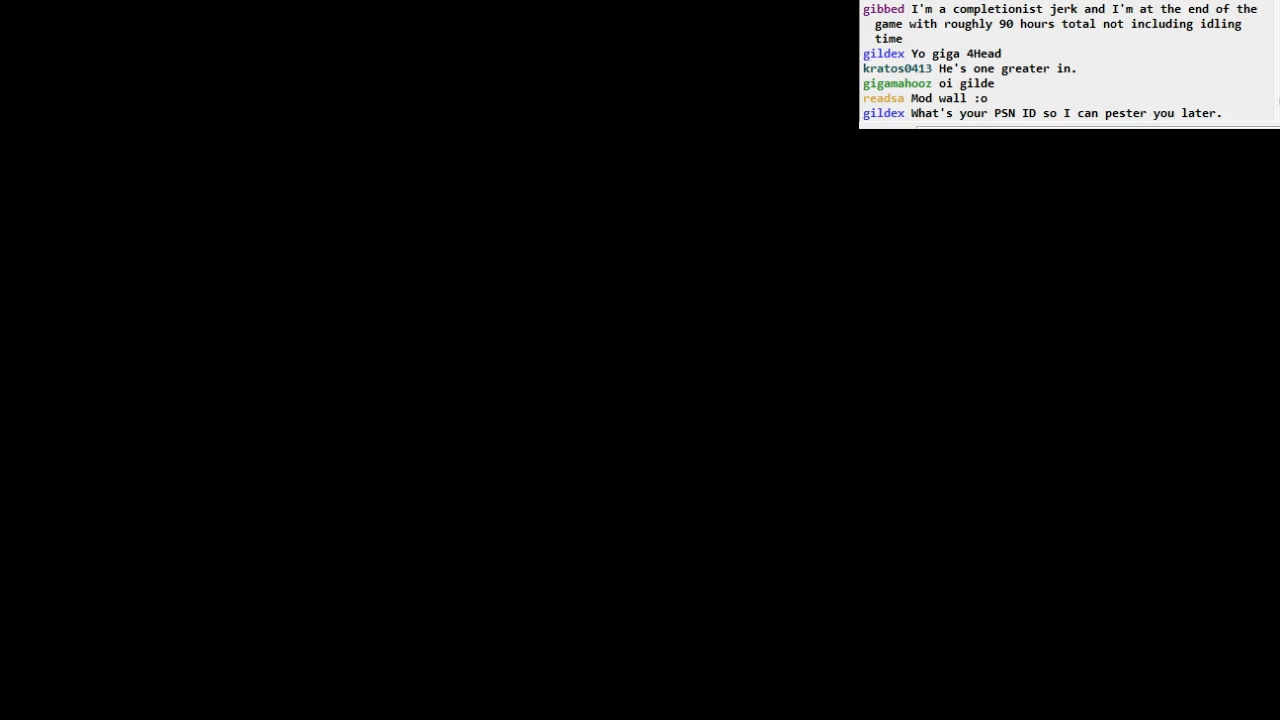 gibbed I'm a completionist jerk and I'm at the end of the
game with roughly 90 hours total not including idling
time
gildex Yo giga 4Head
kratos0413 He's one greater in.
gigamahooz oi gilde
readsa Mod wall :o
gildex What's your PSN ID so I can pester you later.